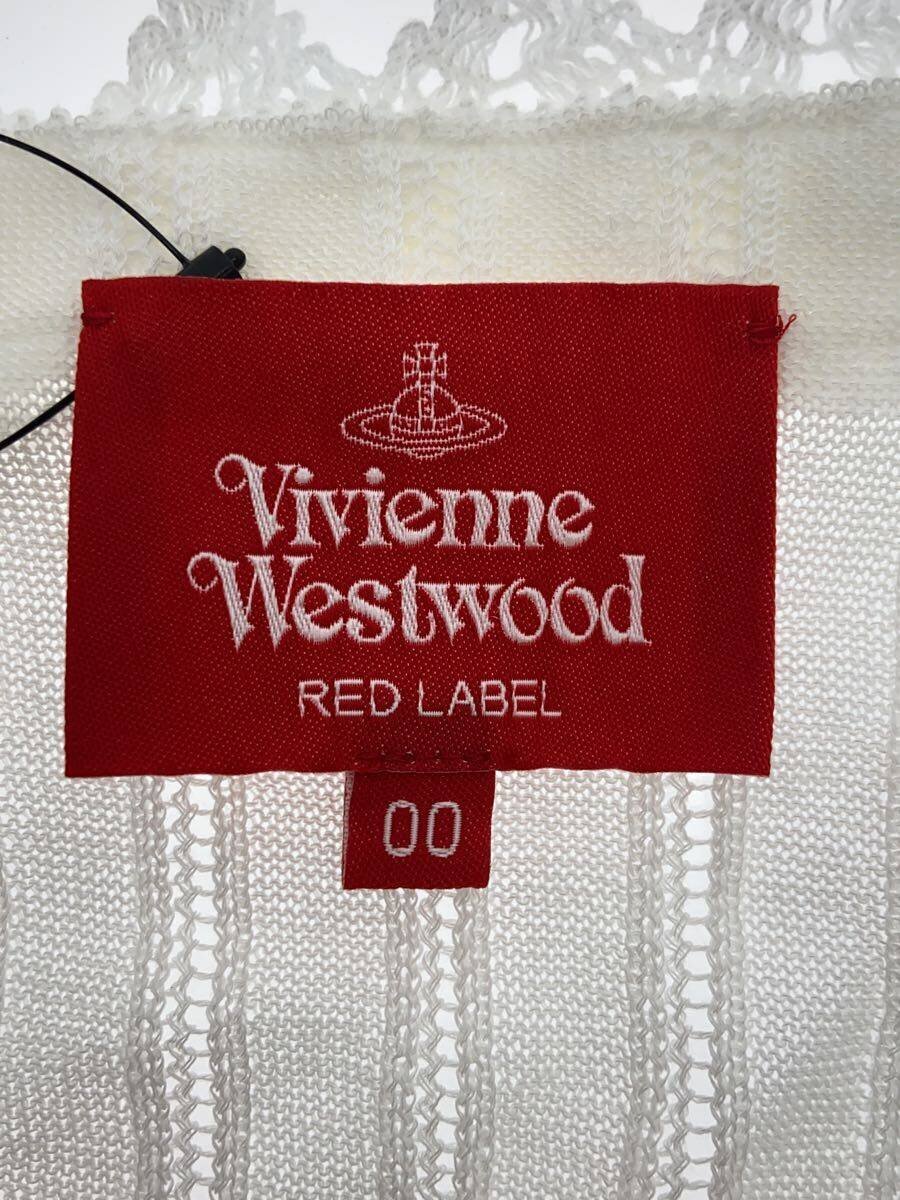 Vivienne
Westwood
RED LABEL
00